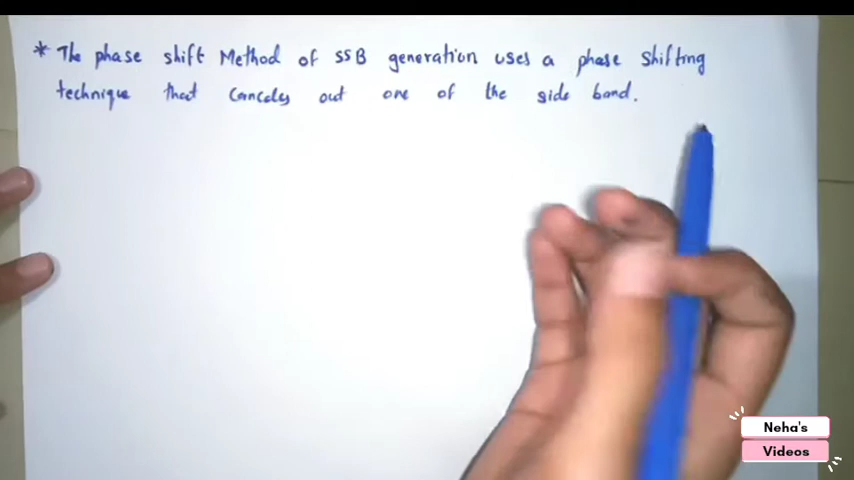 * The phase shift Method of SSB generation uses a phase shifting
technique that cancels out one of the side band.
Neha's
Videos